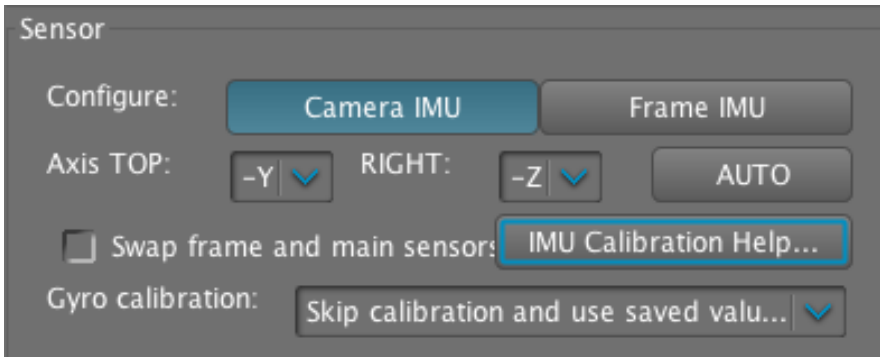 Sensor
Configure: Camera IMU Frame IMU
Axis TOP: -Y RIGHT: -Z AUTO
Swap frame and main sensors IMU Calibration Help...
Gyro calibration: Skip calibration and use saved valu...